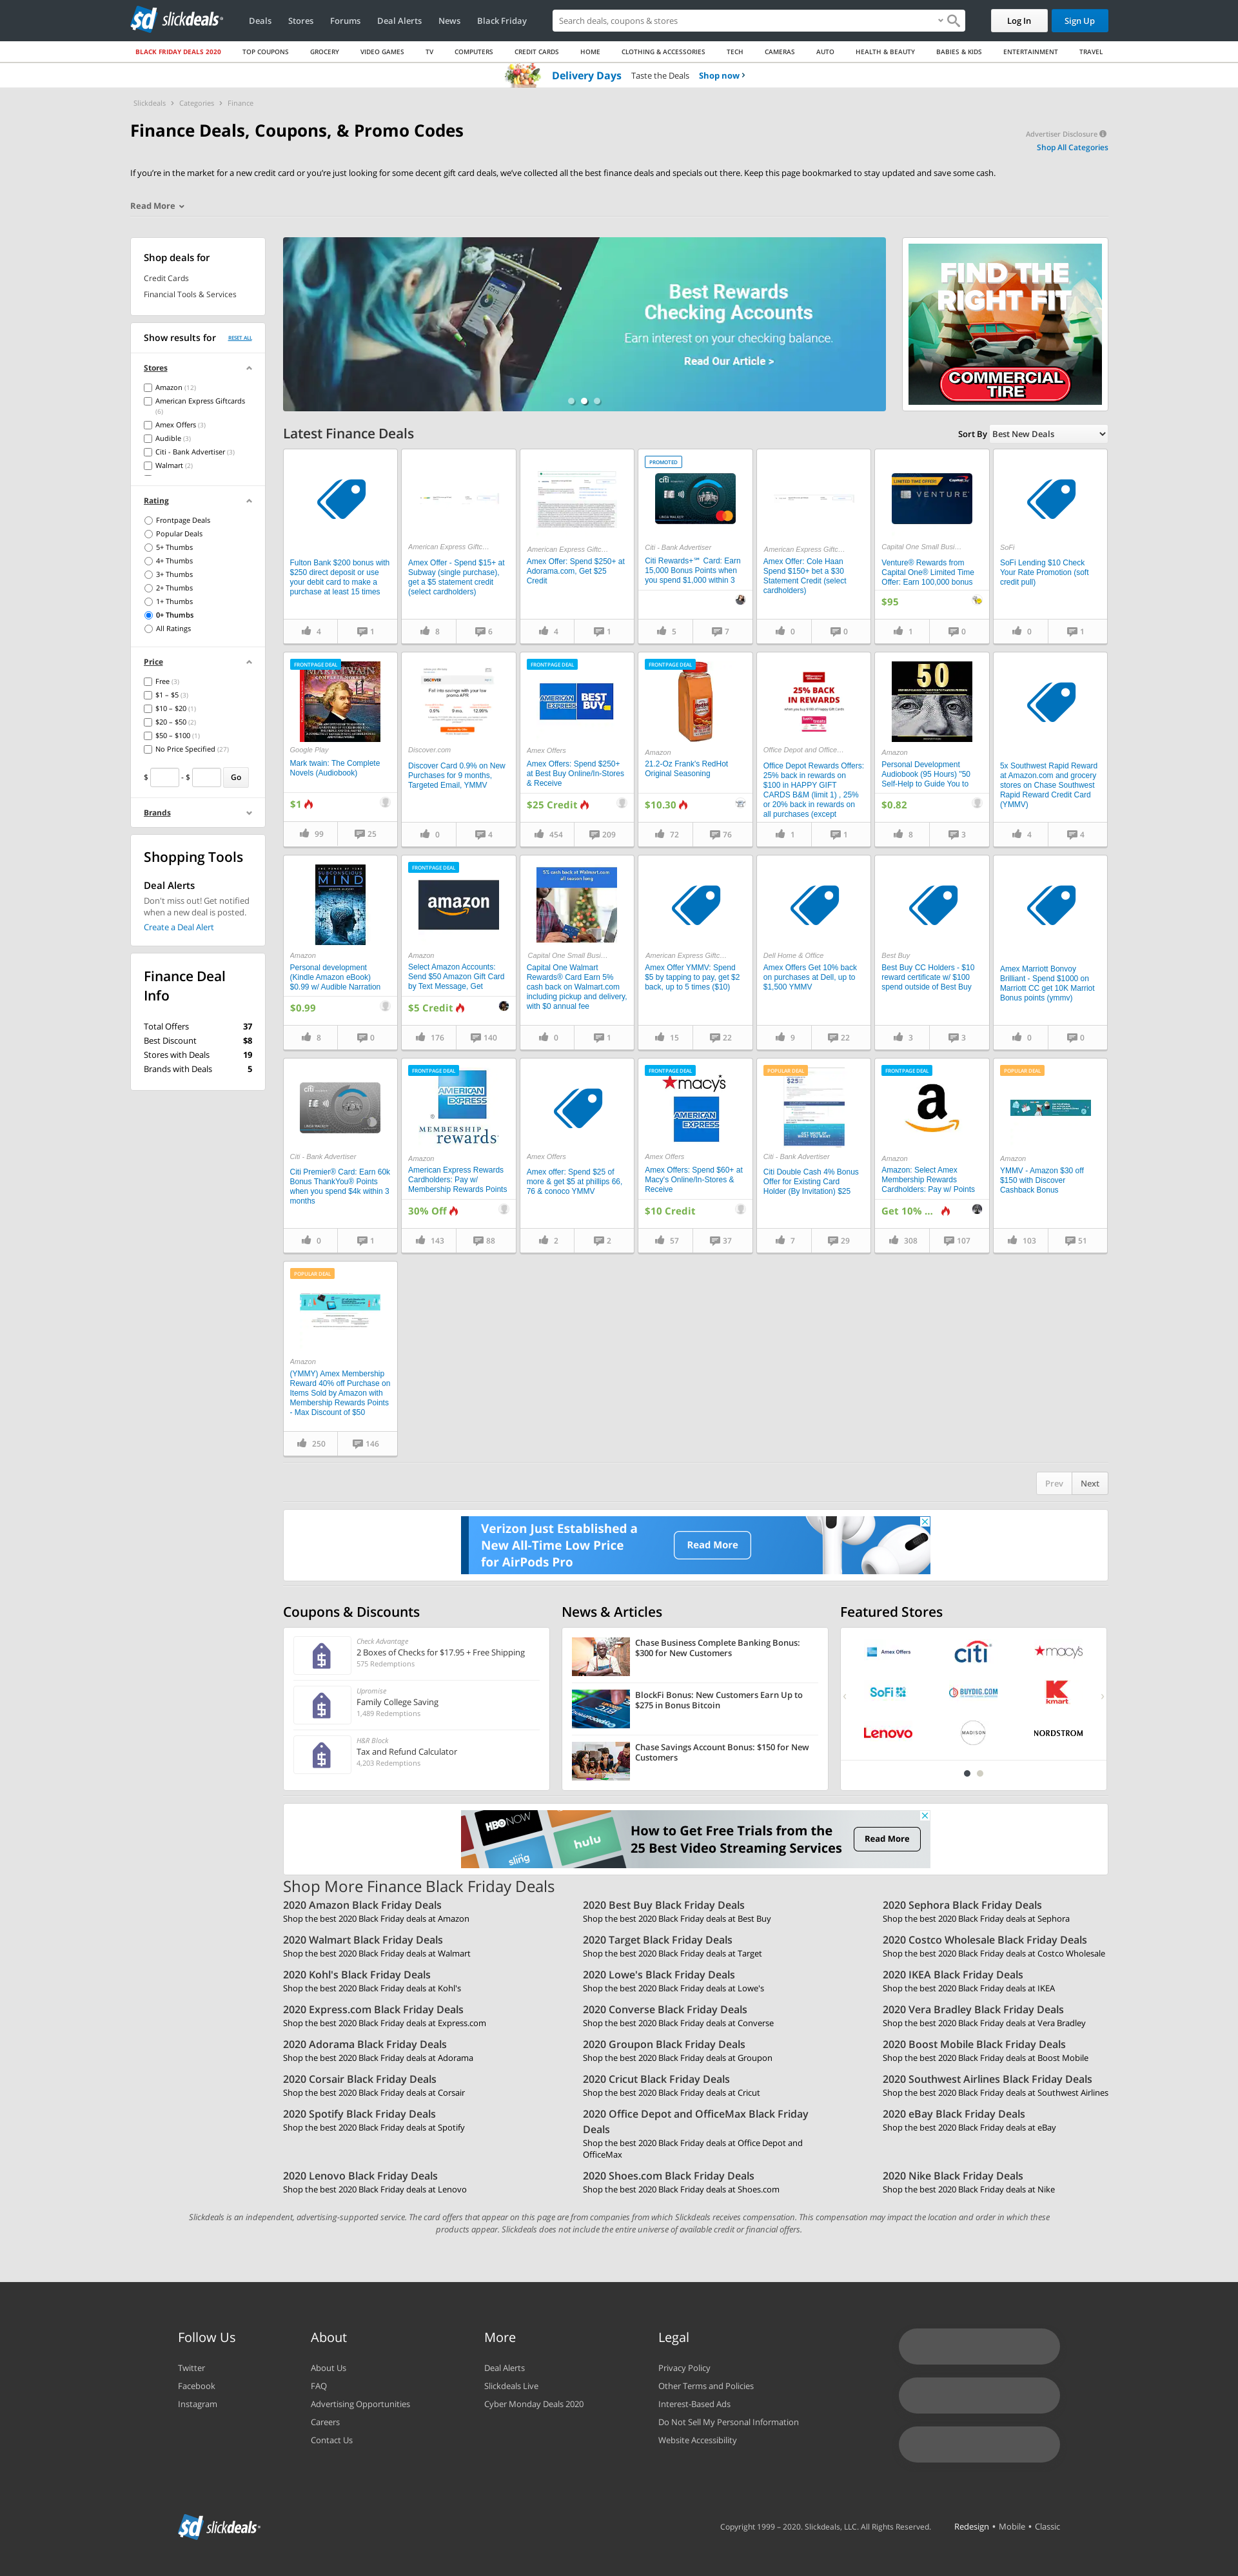 slickdeals
Deals
Stores
Forums
Deal Alerts
News
Black Friday
Search deals, coupons & stores
Log In
Sign Up
BLACK FRIDAY DEALS 2020
TOP COUPONS
GROCERY
VIDEO GAMES
TV
COMPUTERS
CREDIT CARDS
HOME
CLOTHING & ACCESSORIES
TECH
CAMERAS
AUTO
HEALTH & BEAUTY
BABIES & KIDS
ENTERTAINMENT
TRAVEL
Delivery Days Taste the Deals Shop now
Slickdeals > Categories > Finance
Finance Deals, Coupons, & Promo Codes
Advertiser Disclosure
Shop All Categories
If you're in the market for a new credit card or you're just looking for some decent gift card deals, we've collected all the best finance deals and specials out there. Keep this page bookmarked to stay updated and save some cash.
Read More
Shop deals for
Credit Cards
Financial Tools & Services
Show results for
RESET ALL
Stores
Amazon (12)
American Express Giftcards
(6)
Amex Offers (3)
Audible (3)
Citi - Bank Advertiser (3)
Walmart (2)
Rating
Frontpage Deals
Popular Deals
5+ Thumbs
4+ Thumbs
3+ Thumbs
2+ Thumbs
1+ Thumbs
0+ Thumbs
All Ratings
Price
Free (3)
$1 – $5 (3)
$10 – $20 (1)
$20 – $50 (2)
$50 – $100 (1)
No Price Specified (27)
$ - $ Go
Brands
Shopping Tools
Deal Alerts
Don't miss out! Get notified
when a new deal is posted.
Create a Deal Alert
Finance Deal
Info
Total Offers 37
Best Discount $8
Stores with Deals 19
Brands with Deals 5
Best Rewards
Checking Accounts
Earn interest on your checking balance.
Read Our Article >
FIND THE
RIGHT FIT
COMMERCIAL
TIRE
Latest Finance Deals
Sort By Best New Deals
Fulton Bank $200 bonus with
$250 direct deposit or use
your debit card to make a
purchase at least 15 times
4 1
American Express Giftc...
Amex Offer - Spend $15+ at
Subway (single purchase),
get a $5 statement credit
(select cardholders)
8 6
American Express Giftc...
Amex Offer: Spend $250+ at
Adorama.com, Get $25
Credit
4 1
PROMOTED
Citi - Bank Advertiser
Citi Rewards+℠ Card: Earn
15,000 Bonus Points when
you spend $1,000 within 3
5 7
American Express Giftc...
Amex Offer: Cole Haan
Spend $150+ bet a $30
Statement Credit (select
cardholders)
0 0
LIMITED TIME OFFER!
VENTURE
Capital One Small Busi...
Venture® Rewards from
Capital One® Limited Time
Offer: Earn 100,000 bonus
$95
1 0
SoFi
SoFi Lending $10 Check
Your Rate Promotion (soft
credit pull)
0 1
FRONTPAGE DEAL
MARK TWAIN
Google Play
Mark twain: The Complete
Novels (Audiobook)
$1
99 25
DISCOVER
Fall into savings with your low
promo APR
Discover.com
Discover Card 0.9% on New
Purchases for 9 months,
Targeted Email, YMMV
0 4
FRONTPAGE DEAL
AMERICAN EXPRESS
BEST BUY
Amex Offers
Amex Offers: Spend $250+
at Best Buy Online/In-Stores
& Receive
$25 Credit
454 209
FRONTPAGE DEAL
Amazon
21.2-Oz Frank's RedHot
Original Seasoning
$10.30
72 76
25% BACK
IN REWARDS
Office Depot and Office...
Office Depot Rewards Offers:
25% back in rewards on
$100 in HAPPY GIFT
CARDS B&M (limit 1) , 25%
or 20% back in rewards on
all purchases (except
1 1
50
Amazon
Personal Development
Audiobook (95 Hours) "50
Self-Help to Guide You to
$0.82
8 3
5x Southwest Rapid Reward
at Amazon.com and grocery
stores on Chase Southwest
Rapid Reward Credit Card
(YMMV)
4 4
SUBCONSCIOUS
MIND
Amazon
Personal development
(Kindle Amazon eBook)
$0.99 w/ Audible Narration
$0.99
8 0
FRONTPAGE DEAL
amazon
Amazon
Select Amazon Accounts:
Send $50 Amazon Gift Card
by Text Message, Get
$5 Credit
176 140
5% cash back at Walmart.com
all season long
Capital One Small Busi...
Capital One Walmart
Rewards® Card Earn 5%
cash back on Walmart.com
including pickup and delivery,
with $0 annual fee
0 1
American Express Giftc...
Amex Offer YMMV: Spend
$5 by tapping to pay, get $2
back, up to 5 times ($10)
15 22
Dell Home & Office
Amex Offers Get 10% back
on purchases at Dell, up to
$1,500 YMMV
9 22
Best Buy
Best Buy CC Holders - $10
reward certificate w/ $100
spend outside of Best Buy
3 3
Amex Marriott Bonvoy
Brilliant - Spend $1000 on
Marriott CC get 10K Marriot
Bonus points (ymmv)
0 0
Citi - Bank Advertiser
Citi Premier® Card: Earn 60k
Bonus ThankYou® Points
when you spend $4k within 3
months
0 1
FRONTPAGE DEAL
AMERICAN EXPRESS
MEMBERSHIP
rewards
Amazon
American Express Rewards
Cardholders: Pay w/
Membership Rewards Points
30% Off
143 88
Amex Offers
Amex offer: Spend $25 of
more & get $5 at phillips 66,
76 & conoco YMMV
2 2
FRONTPAGE DEAL
macy's
AMERICAN EXPRESS
Amex Offers
Amex Offers: Spend $60+ at
Macy's Online/In-Stores &
Receive
$10 Credit
57 37
POPULAR DEAL
$25
Citi - Bank Advertiser
Citi Double Cash 4% Bonus
Offer for Existing Card
Holder (By Invitation) $25
7 29
FRONTPAGE DEAL
a
Amazon
Amazon: Select Amex
Membership Rewards
Cardholders: Pay w/ Points
Get 10% ...
308 107
POPULAR DEAL
Amazon
YMMV - Amazon $30 off
$150 with Discover
Cashback Bonus
103 51
POPULAR DEAL
Amazon
(YMMY) Amex Membership
Reward 40% off Purchase on
Items Sold by Amazon with
Membership Rewards Points
- Max Discount of $50
250 146
Prev Next
Verizon Just Established a
New All-Time Low Price
for AirPods Pro
Read More
Coupons & Discounts
Check Advantage
2 Boxes of Checks for $17.95 + Free Shipping
575 Redemptions
Upromise
Family College Saving
1,489 Redemptions
H&R Block
Tax and Refund Calculator
4,203 Redemptions
News & Articles
Chase Business Complete Banking Bonus:
$300 for New Customers
BlockFi Bonus: New Customers Earn Up to
$275 in Bonus Bitcoin
Chase Savings Account Bonus: $150 for New
Customers
Featured Stores
Amex Offers
citi
macy's
SoFi
BUYDIG.COM
kmart
Lenovo
MADISON
NORDSTROM
HBO NOW
hulu
sling
How to Get Free Trials from the
25 Best Video Streaming Services
Read More
Shop More Finance Black Friday Deals
2020 Amazon Black Friday Deals
Shop the best 2020 Black Friday deals at Amazon
2020 Best Buy Black Friday Deals
Shop the best 2020 Black Friday deals at Best Buy
2020 Sephora Black Friday Deals
Shop the best 2020 Black Friday deals at Sephora
2020 Walmart Black Friday Deals
Shop the best 2020 Black Friday deals at Walmart
2020 Target Black Friday Deals
Shop the best 2020 Black Friday deals at Target
2020 Costco Wholesale Black Friday Deals
Shop the best 2020 Black Friday deals at Costco Wholesale
2020 Kohl's Black Friday Deals
Shop the best 2020 Black Friday deals at Kohl's
2020 Lowe's Black Friday Deals
Shop the best 2020 Black Friday deals at Lowe's
2020 IKEA Black Friday Deals
Shop the best 2020 Black Friday deals at IKEA
2020 Express.com Black Friday Deals
Shop the best 2020 Black Friday deals at Express.com
2020 Converse Black Friday Deals
Shop the best 2020 Black Friday deals at Converse
2020 Vera Bradley Black Friday Deals
Shop the best 2020 Black Friday deals at Vera Bradley
2020 Adorama Black Friday Deals
Shop the best 2020 Black Friday deals at Adorama
2020 Groupon Black Friday Deals
Shop the best 2020 Black Friday deals at Groupon
2020 Boost Mobile Black Friday Deals
Shop the best 2020 Black Friday deals at Boost Mobile
2020 Corsair Black Friday Deals
Shop the best 2020 Black Friday deals at Corsair
2020 Cricut Black Friday Deals
Shop the best 2020 Black Friday deals at Cricut
2020 Southwest Airlines Black Friday Deals
Shop the best 2020 Black Friday deals at Southwest Airlines
2020 Spotify Black Friday Deals
Shop the best 2020 Black Friday deals at Spotify
2020 Office Depot and OfficeMax Black Friday
Deals
Shop the best 2020 Black Friday deals at Office Depot and
OfficeMax
2020 eBay Black Friday Deals
Shop the best 2020 Black Friday deals at eBay
2020 Lenovo Black Friday Deals
Shop the best 2020 Black Friday deals at Lenovo
2020 Shoes.com Black Friday Deals
Shop the best 2020 Black Friday deals at Shoes.com
2020 Nike Black Friday Deals
Shop the best 2020 Black Friday deals at Nike
Slickdeals is an independent, advertising-supported service. The card offers that appear on this page are from companies from which Slickdeals receives compensation. This compensation may impact the location and order in which these
products appear. Slickdeals does not include the entire universe of available credit or financial offers.
Follow Us
Twitter
Facebook
Instagram
About
About Us
FAQ
Advertising Opportunities
Careers
Contact Us
More
Deal Alerts
Slickdeals Live
Cyber Monday Deals 2020
Legal
Privacy Policy
Other Terms and Policies
Interest-Based Ads
Do Not Sell My Personal Information
Website Accessibility
slickdeals
Copyright 1999 – 2020. Slickdeals, LLC. All Rights Reserved.
Redesign • Mobile • Classic